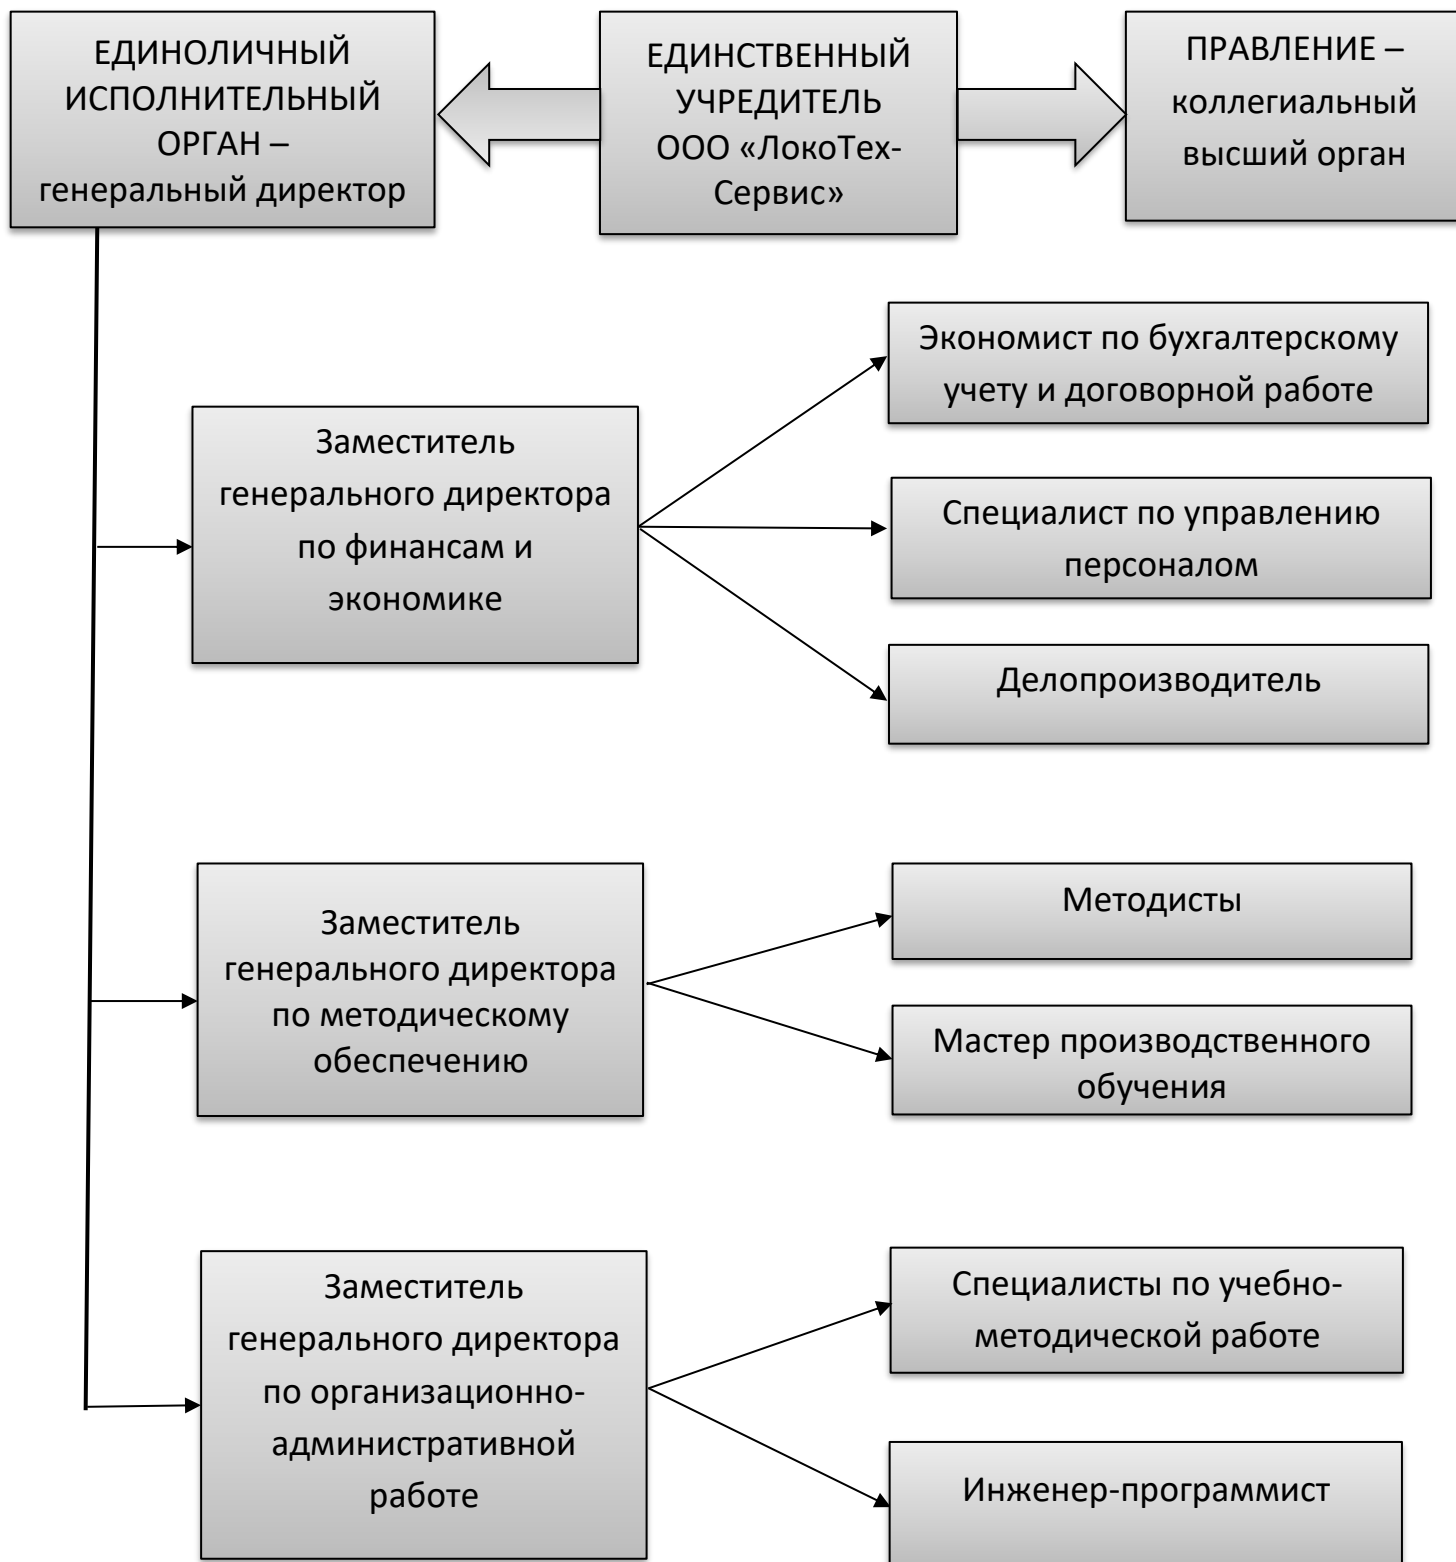 ЕДИНОЛИЧНЫЙ
ИСПОЛНИТЕЛЬНЫЙ
ОРГАН –
генеральный директор
ЕДИНСТВЕННЫЙ
УЧРЕДИТЕЛЬ
ООО «ЛокоТех-
Сервис»
ПРАВЛЕНИЕ –
коллегиальный
высший орган
Заместитель
генерального директора
по финансам и
экономике
Экономист по бухгалтерскому
учету и договорной работе
Специалист по управлению
персоналом
Делопроизводитель
Заместитель
генерального директора
по методическому
обеспечению
Методисты
Мастер производственного
обучения
Заместитель
генерального директора
по организационно-
административной
работе
Специалисты по учебно-
методической работе
Инженер-программист